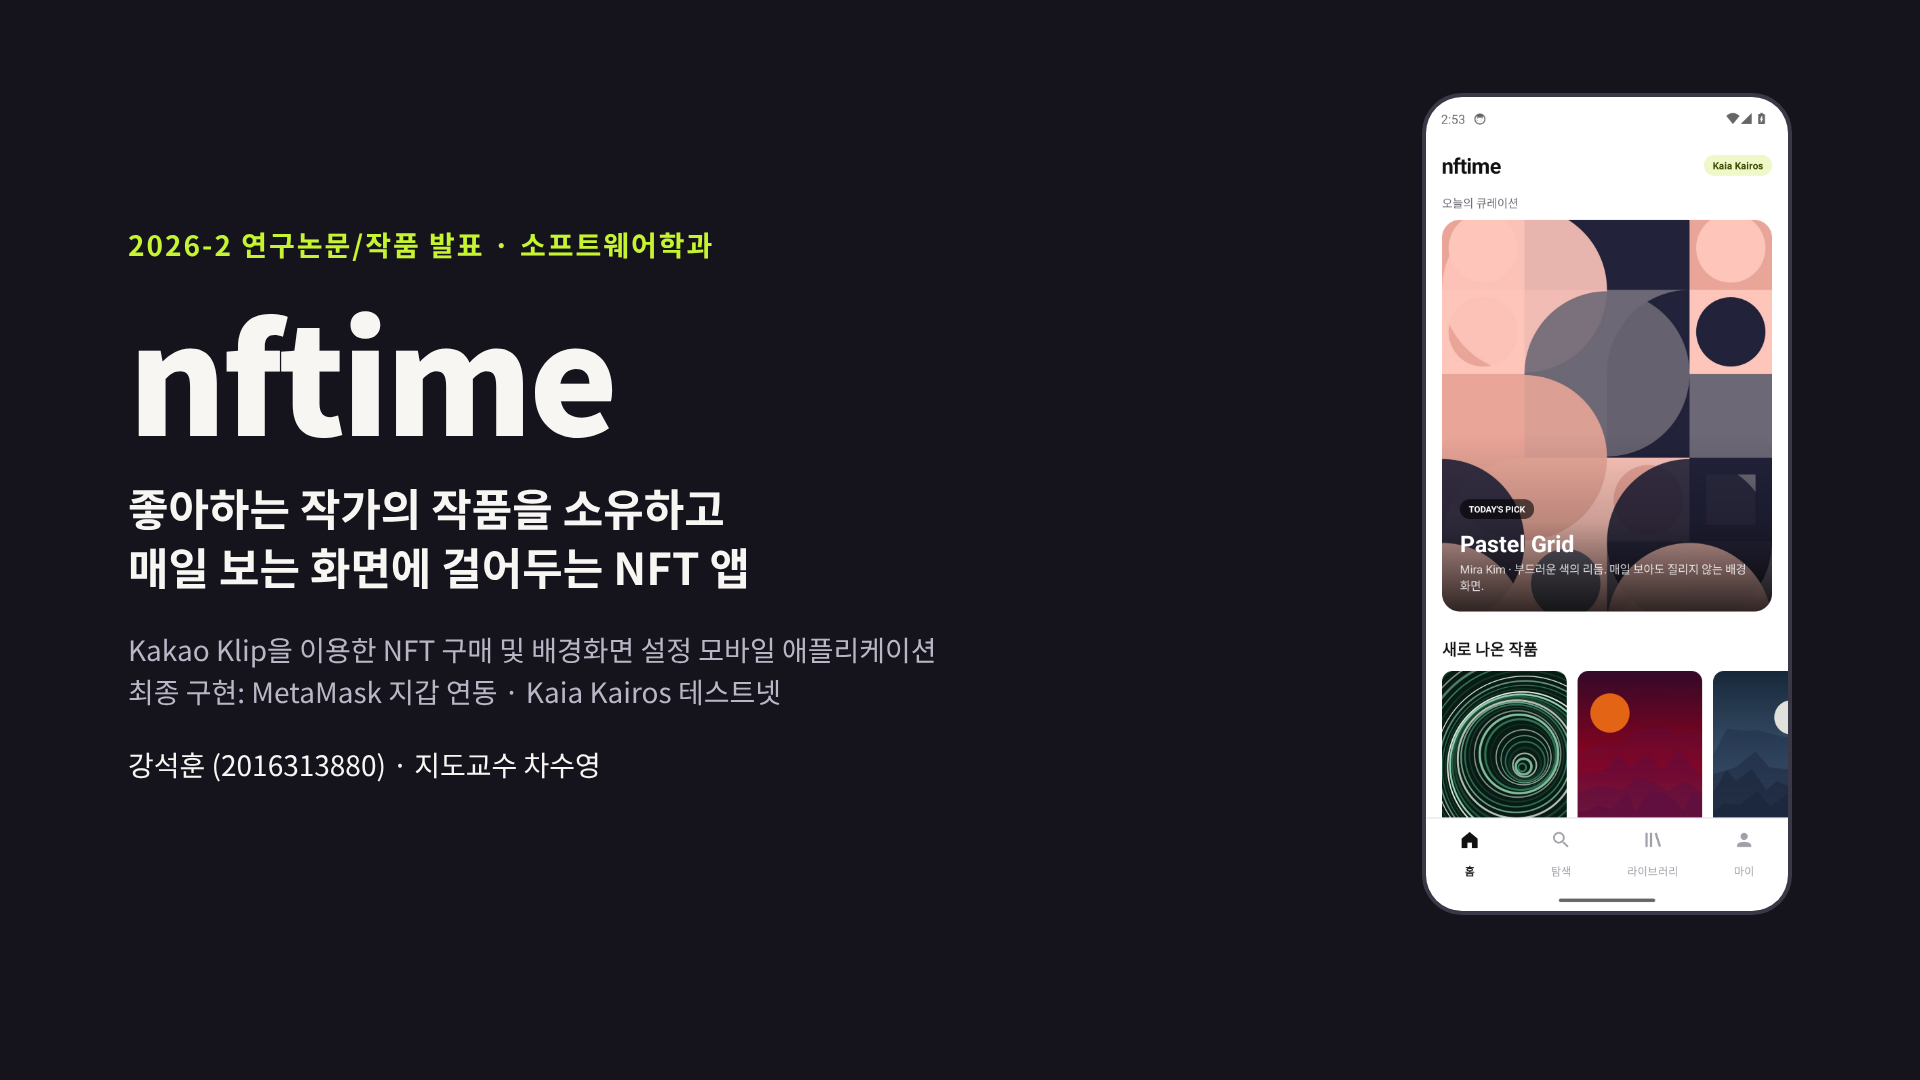 2026-2 연구논문/작품 발표 · 소프트웨어학과
nftime
좋아하는 작가의 작품을 소유하고
매일 보는 화면에 걸어두는 NFT 앱
Kakao Klip을 이용한 NFT 구매 및 배경화면 설정 모바일 애플리케이션
최종 구현: MetaMask 지갑 연동 · Kaia Kairos 테스트넷
강석훈 (2016313880) · 지도교수 차수영
2:53
nftime
Kaia Kairos
오늘의 큐레이션
TODAY'S PICK
Pastel Grid
Mira Kim · 부드러운 색의 리듬. 매일 보아도 질리지 않는 배경
화면.
새로 나온 작품
홈
탐색
라이브러리
마이